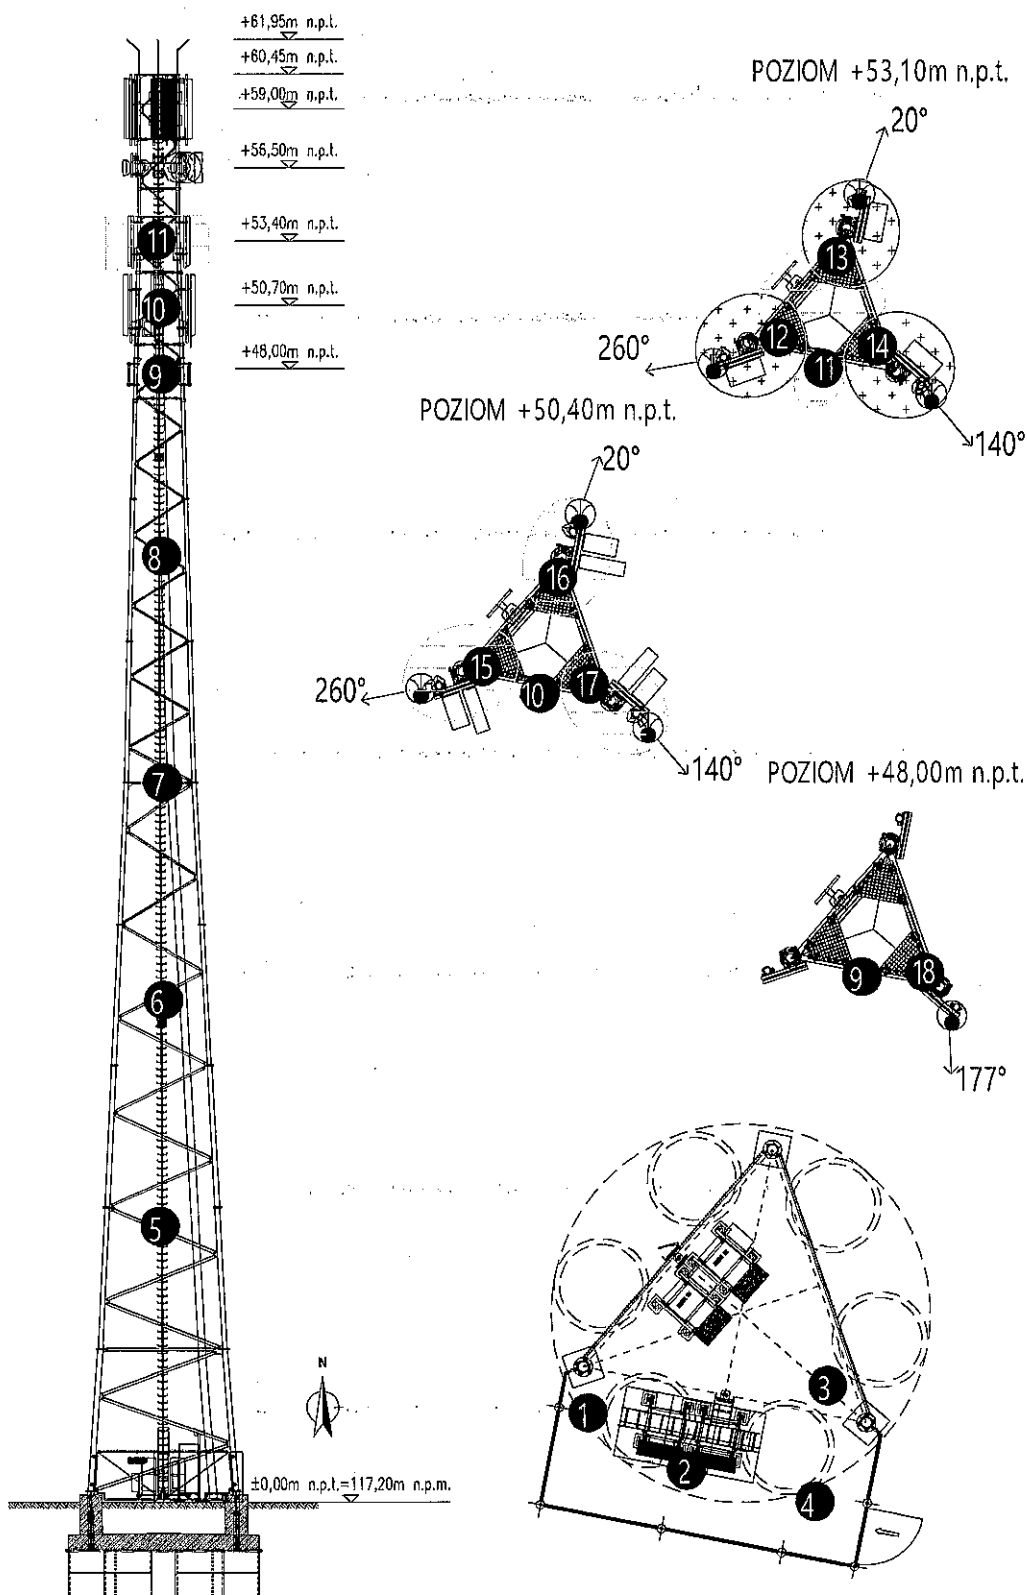 +61,95m n.p.t.
+60,45m n.p.t.
+59,00m n.p.t.
+56,50m n.p.t.
+53,40m n.p.t.
+50,70m n.p.t.
+48,00m n.p.t.
11
10
9
8
7
6
5
POZIOM +53,10m n.p.t.
20°
13
12
14
11
260°
140°
POZIOM +50,40m n.p.t.
20°
16
15
17
10
260°
140°
POZIOM +48,00m n.p.t.
9
18
177°
N
±0,00m n.p.t.=117,20m n.p.m.
1
2
3
4